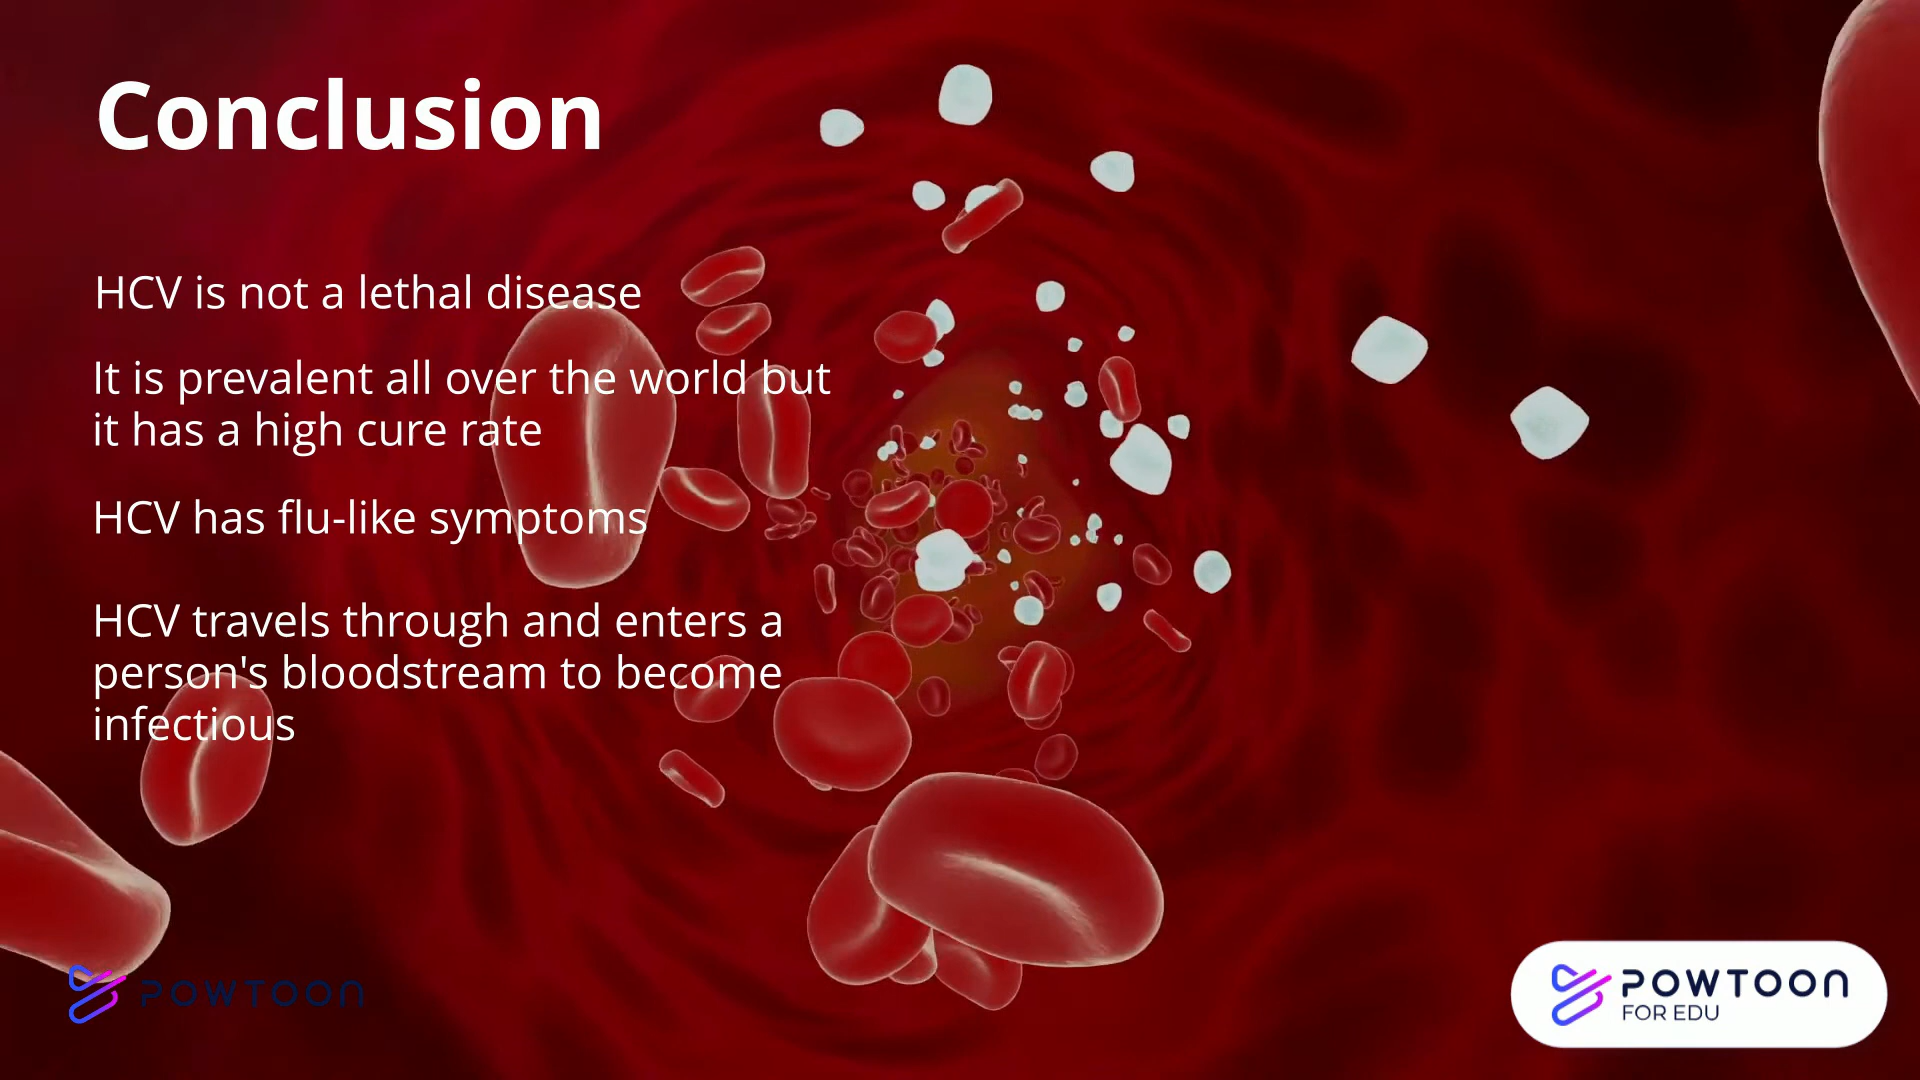 Conclusion
HCV is not a lethal disease
It is prevalent all over the world but
it has a high cure rate
HCV has flu-like symptoms
HCV travels through and enters a
person's bloodstream to become
infectious
POWTOON
POWTOON
FOR EDU